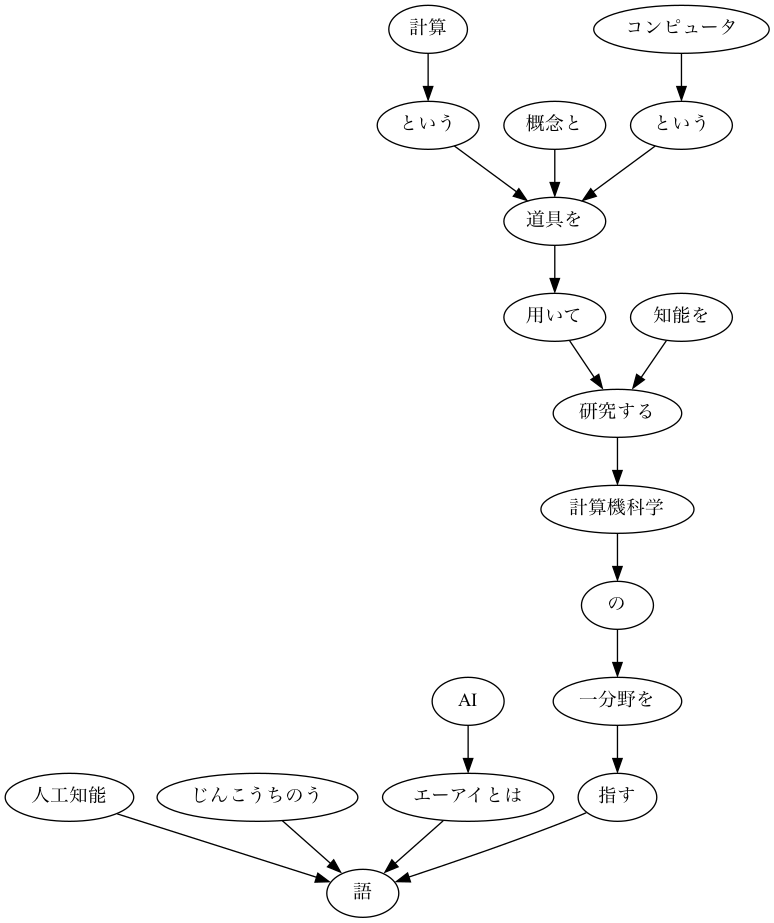 計算
コンピュータ
という
概念と
という
道具を
用いて
知能を
研究する
計算機科学
の
AI
一分野を
人工知能
じんこうちのう
エーアイとは
指す
語